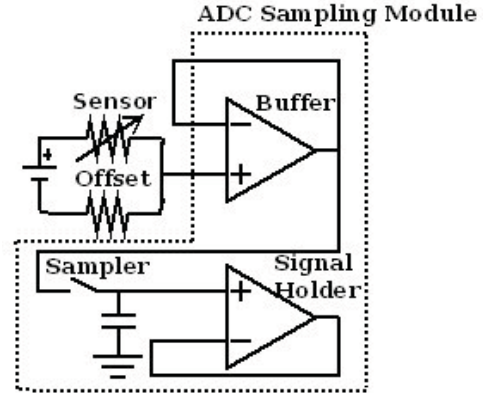 ADC Sampling Module
Sensor
Buffer
+
−
Offset
+
Sampler
Signal
Holder
+
−